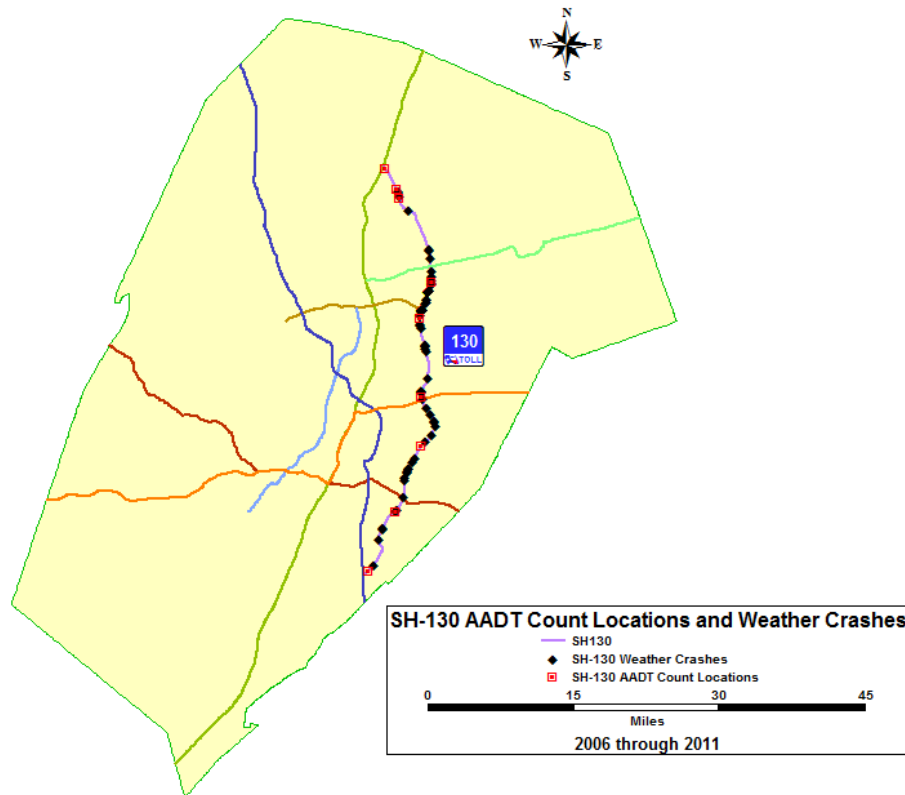 N
W E
S
130
TOLL
SH-130 AADT Count Locations and Weather Crashes
SH130
SH-130 Weather Crashes
SH-130 AADT Count Locations
0 15 30 45
Miles
2006 through 2011